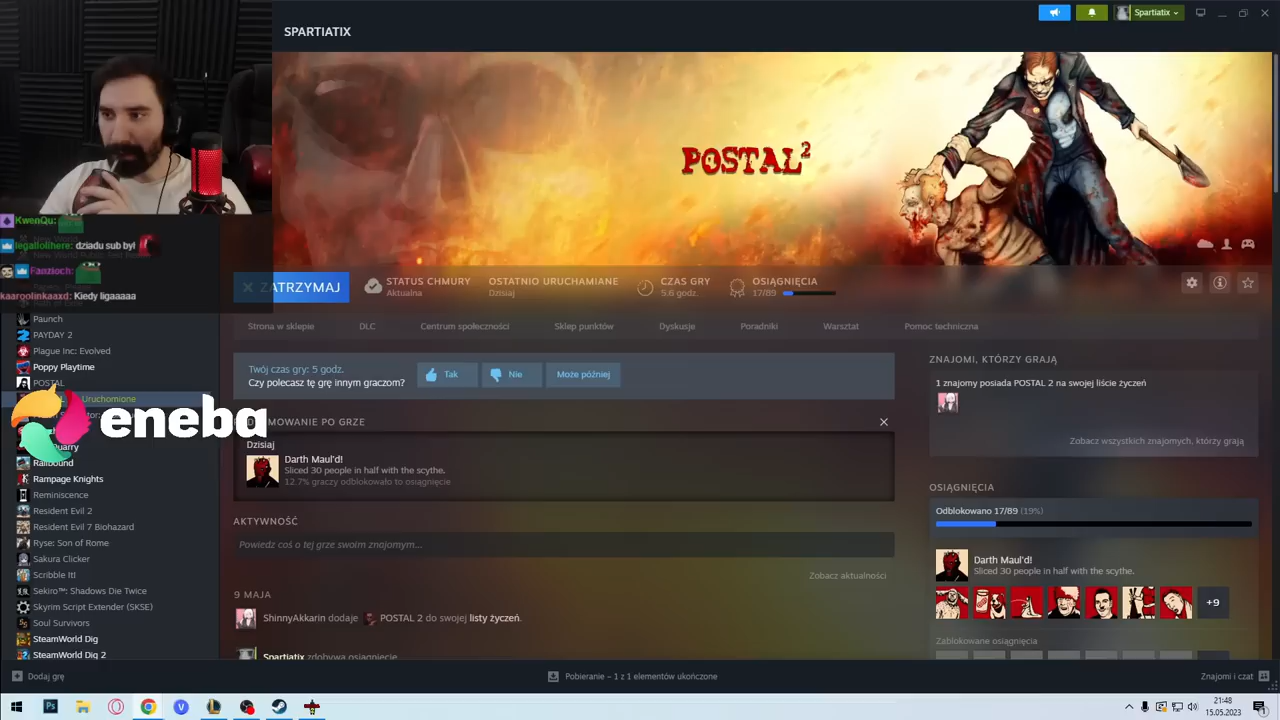 SPARTIATIX
Spartiatix
POSTAL²
KwenQu:
legallolihere: dziadu sub był
Fanzioch:
kaaroolinkaaxd: Kiedy ligaaaaa
ZATRZYMAJ
STATUS CHMURY
Aktualna
OSTATNIO URUCHAMIANE
Dzisiaj
CZAS GRY
5.6 godz.
OSIĄGNIĘCIA
17/89
Strona w sklepie
DLC
Centrum społeczności
Sklep punktów
Dyskusje
Poradniki
Warsztat
Pomoc techniczna
Paunch
PAYDAY 2
Plague Inc: Evolved
Poppy Playtime
POSTAL
Uruchomione
eneba
Quarry
Railbound
Rampage Knights
Reminiscence
Resident Evil 2
Resident Evil 7 Biohazard
Ryse: Son of Rome
Sakura Clicker
Scribble It!
Sekiro™: Shadows Die Twice
Skyrim Script Extender (SKSE)
Soul Survivors
SteamWorld Dig
SteamWorld Dig 2
Twój czas gry: 5 godz.
Czy polecasz tę grę innym graczom?
Tak
Nie
Może później
MOWANIE PO GRZE
Dzisiaj
Darth Maul'd!
Sliced 30 people in half with the scythe.
12.7% graczy odblokowało to osiągnięcie
AKTYWNOŚĆ
Powiedz coś o tej grze swoim znajomym...
Zobacz aktualności
9 MAJA
ShinnyAkkarin dodaje POSTAL 2 do swojej listy życzeń.
Spartiatix zdobywa osiągnięcie
ZNAJOMI, KTÓRZY GRAJĄ
1 znajomy posiada POSTAL 2 na swojej liście życzeń
Zobacz wszystkich znajomych, którzy grają
OSIĄGNIĘCIA
Odblokowano 17/89 (19%)
Darth Maul'd!
Sliced 30 people in half with the scythe.
+9
Zablokowane osiągnięcia
Dodaj grę
Pobieranie – 1 z 1 elementów ukończone
Znajomi i czat
21:48
15.05.2023